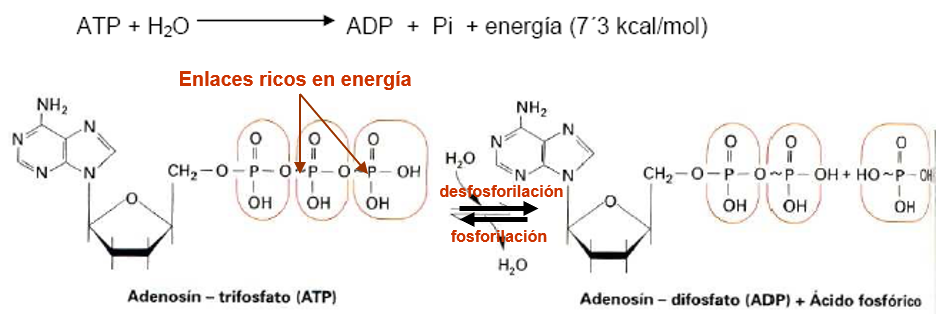 ATP + H₂O → ADP + Pi + energía (7´3 kcal/mol)
Enlaces ricos en energía
NH₂
N
N
N
N
CH₂ — O — P — O ~ P — O ~ P — OH
O
O
O
OH
OH
OH
O
H₂O
desfosforilación
fosforilación
H₂O
NH₂
N
N
N
N
CH₂ — O — P — O ~ P — OH + HO ~ P — OH
O
O
O
OH
OH
OH
O
Adenosín – trifosfato (ATP)
Adenosín – difosfato (ADP) + Ácido fosfórico